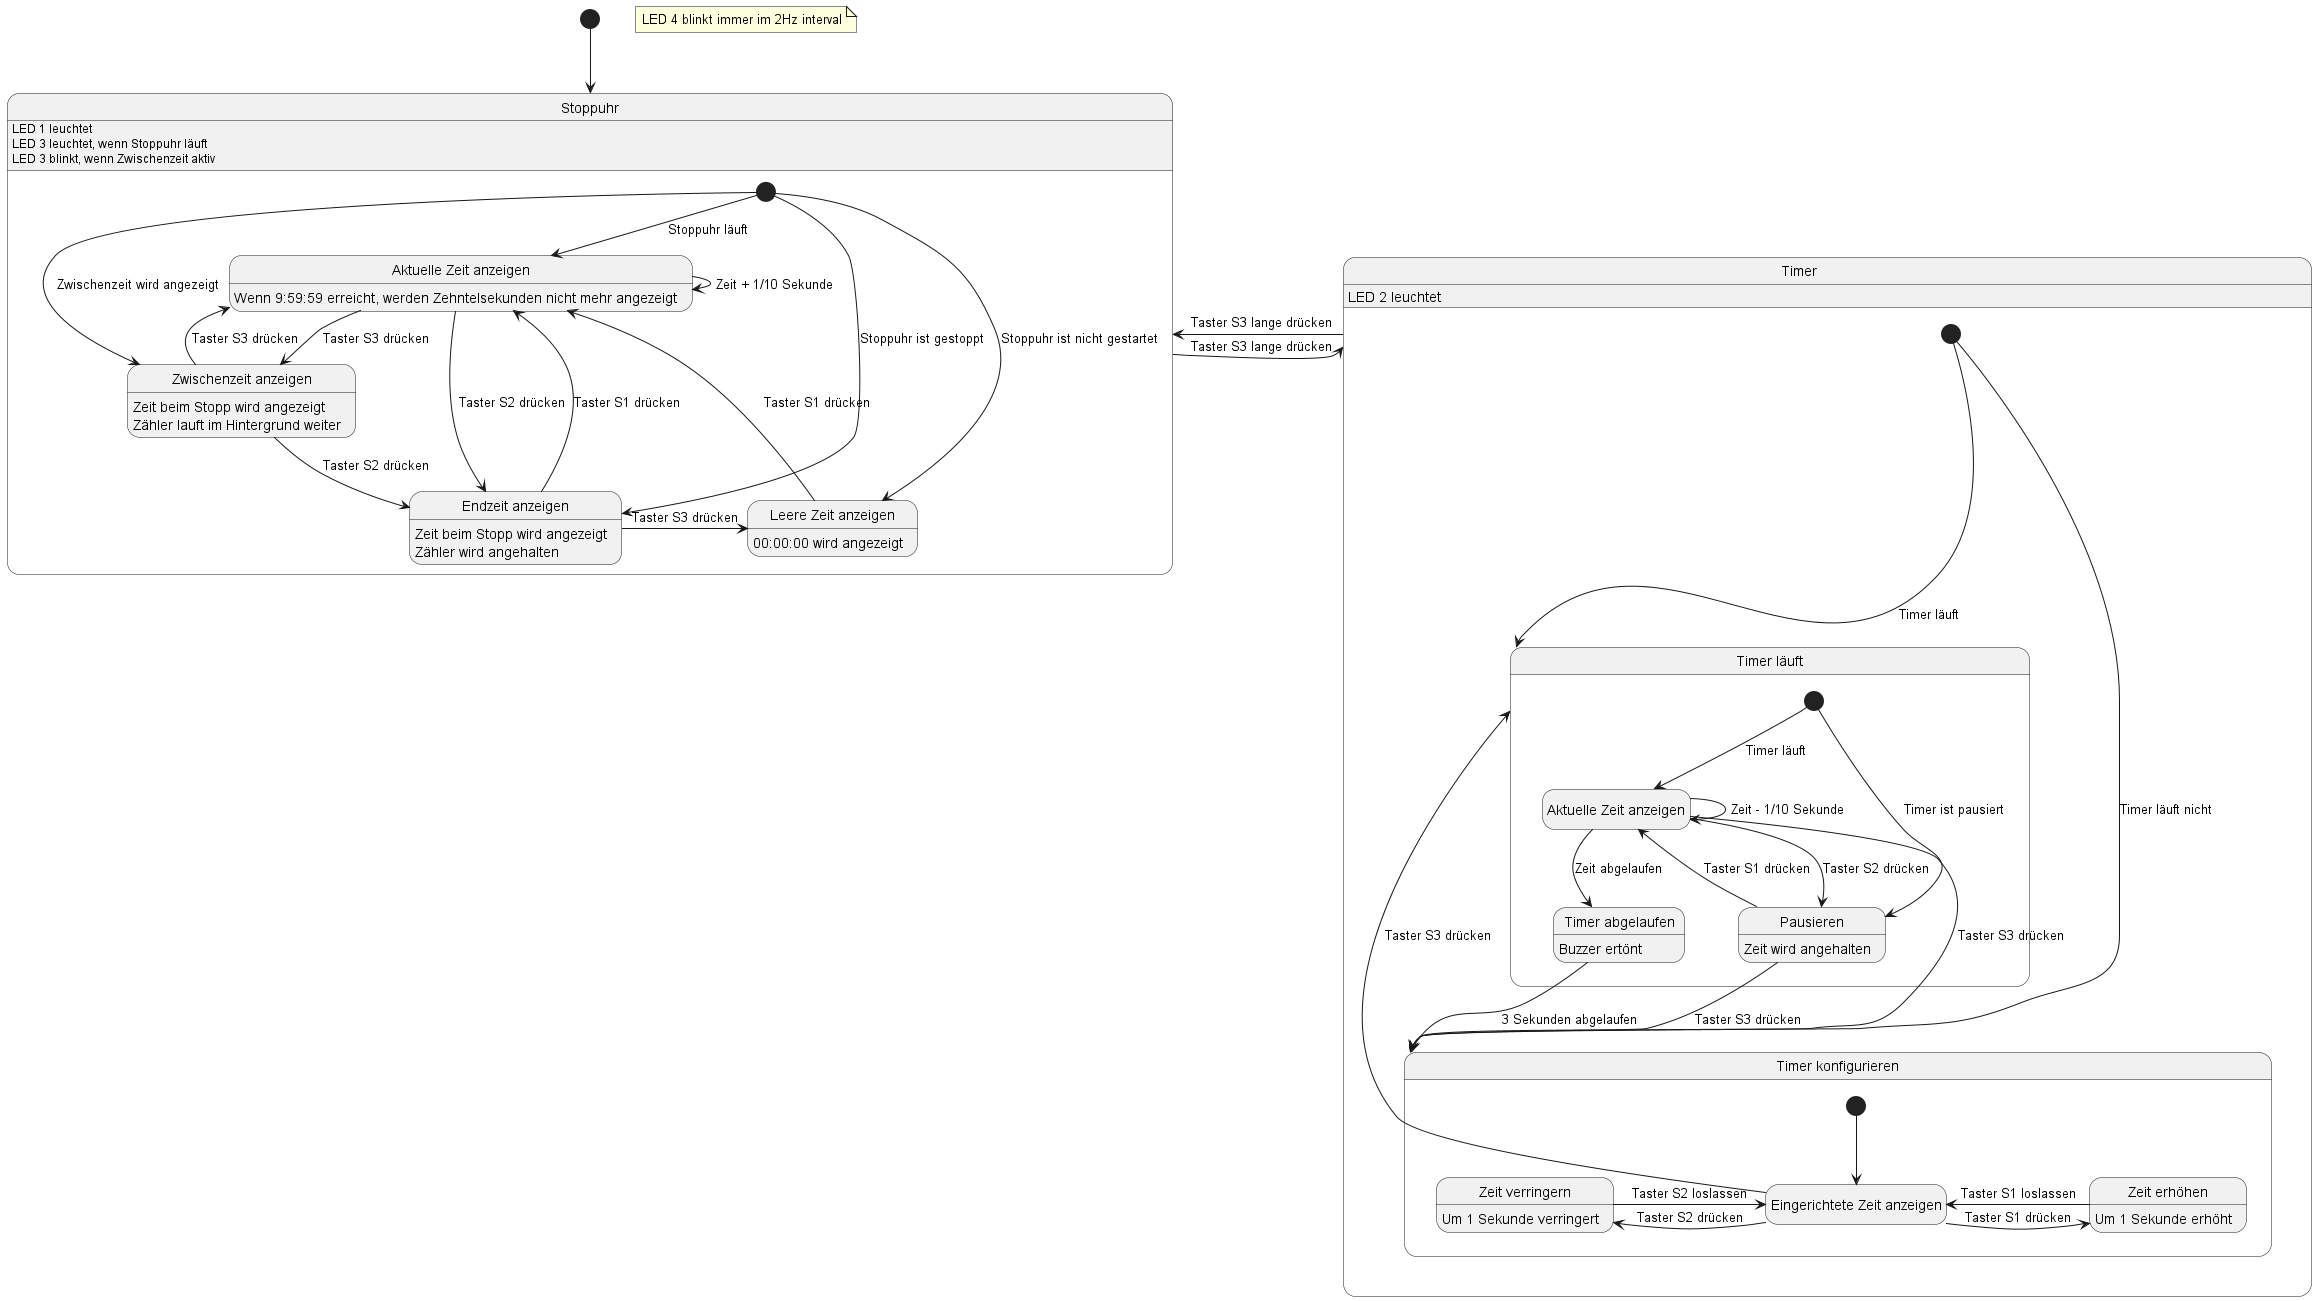 LED 4 blinkt immer im 2Hz interval
Stoppuhr
LED 1 leuchtet
LED 3 leuchtet, wenn Stoppuhr läuft
LED 3 blinkt, wenn Zwischenzeit aktiv
Stoppuhr läuft
Zwischenzeit wird angezeigt
Aktuelle Zeit anzeigen
Wenn 9:59:59 erreicht, werden Zehntelsekunden nicht mehr angezeigt
Zeit + 1/10 Sekunde
Taster S3 drücken
Taster S3 drücken
Stoppuhr ist gestoppt
Stoppuhr ist nicht gestartet
Zwischenzeit anzeigen
Zeit beim Stopp wird angezeigt
Zähler lauft im Hintergrund weiter
Taster S2 drücken
Taster S1 drücken
Taster S1 drücken
Taster S2 drücken
Endzeit anzeigen
Zeit beim Stopp wird angezeigt
Zähler wird angehalten
Taster S3 drücken
Leere Zeit anzeigen
00:00:00 wird angezeigt
Taster S3 lange drücken
Taster S3 lange drücken
Timer
LED 2 leuchtet
Timer läuft
Timer läuft
Timer läuft
Aktuelle Zeit anzeigen
Zeit - 1/10 Sekunde
Timer ist pausiert
Timer läuft nicht
Zeit abgelaufen
Taster S1 drücken
Taster S2 drücken
Timer abgelaufen
Buzzer ertönt
Pausieren
Zeit wird angehalten
Taster S3 drücken
Taster S3 drücken
3 Sekunden abgelaufen
Taster S3 drücken
Timer konfigurieren
Zeit verringern
Um 1 Sekunde verringert
Taster S2 loslassen
Taster S2 drücken
Eingerichtete Zeit anzeigen
Taster S1 loslassen
Taster S1 drücken
Zeit erhöhen
Um 1 Sekunde erhöht